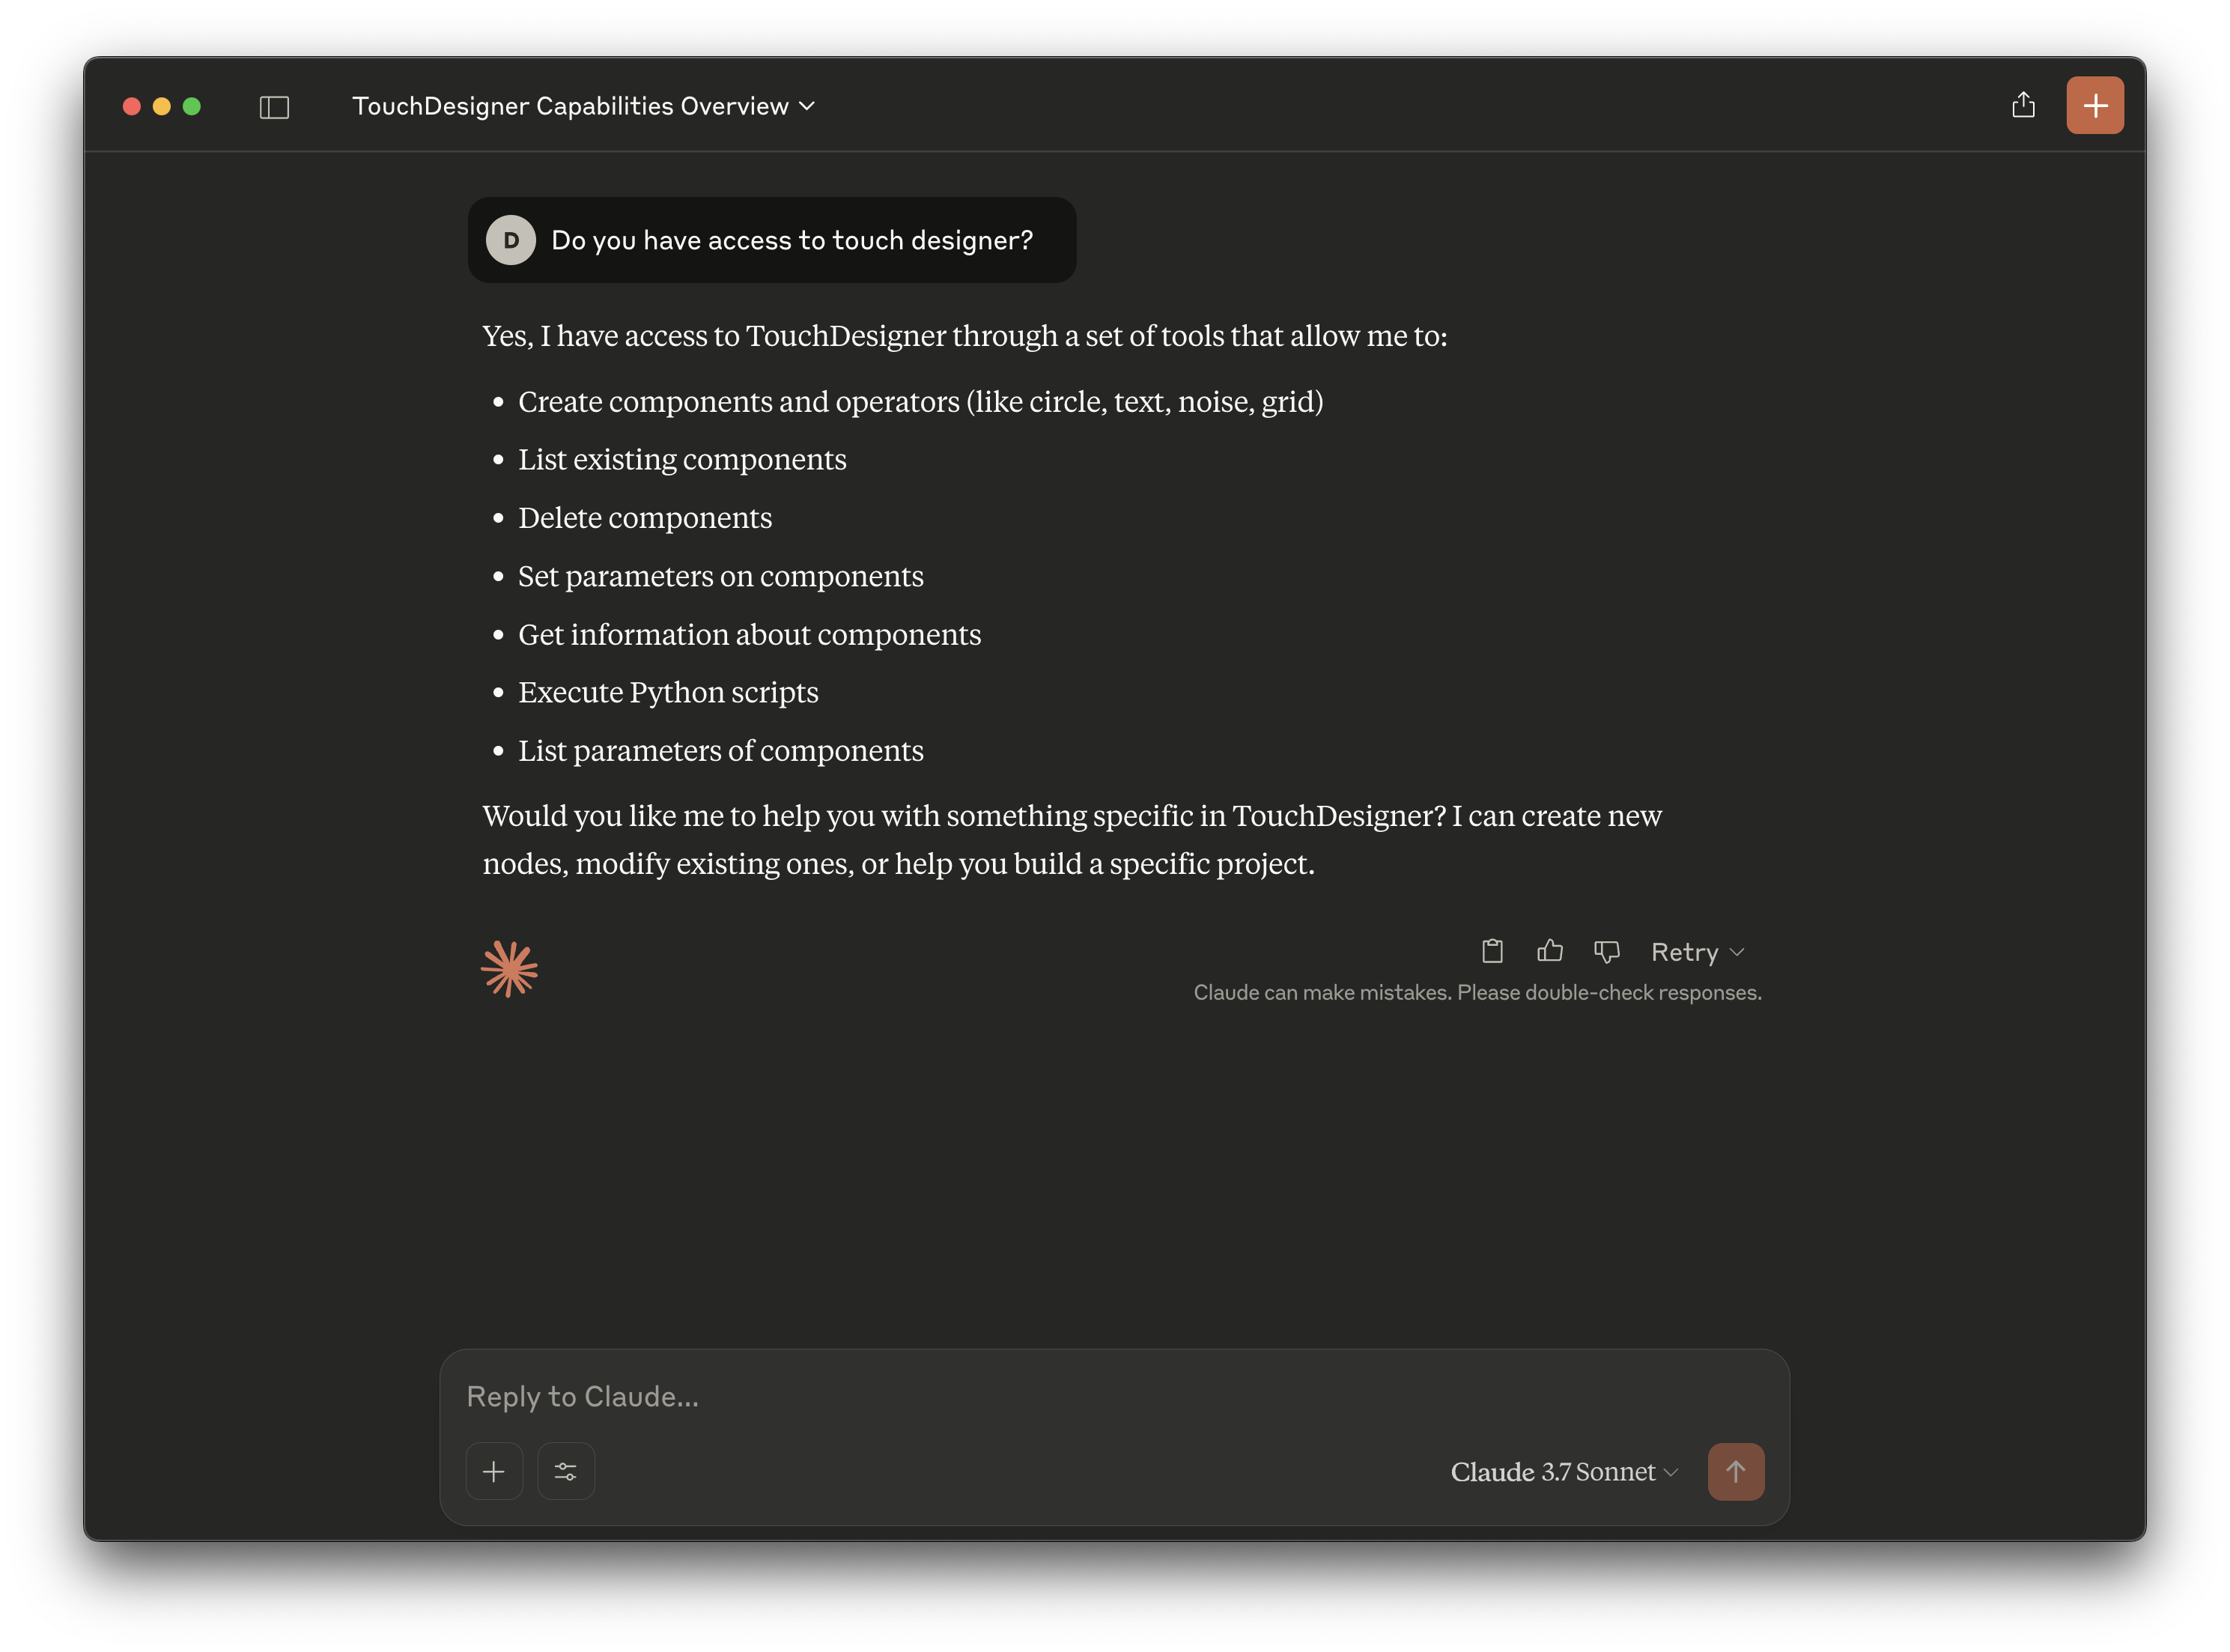 TouchDesigner Capabilities Overview
D
Do you have access to touch designer?
Yes, I have access to TouchDesigner through a set of tools that allow me to:
• Create components and operators (like circle, text, noise, grid)
• List existing components
• Delete components
• Set parameters on components
• Get information about components
• Execute Python scripts
• List parameters of components
Would you like me to help you with something specific in TouchDesigner? I can create new
nodes, modify existing ones, or help you build a specific project.
Retry
Claude can make mistakes. Please double-check responses.
Reply to Claude...
Claude 3.7 Sonnet